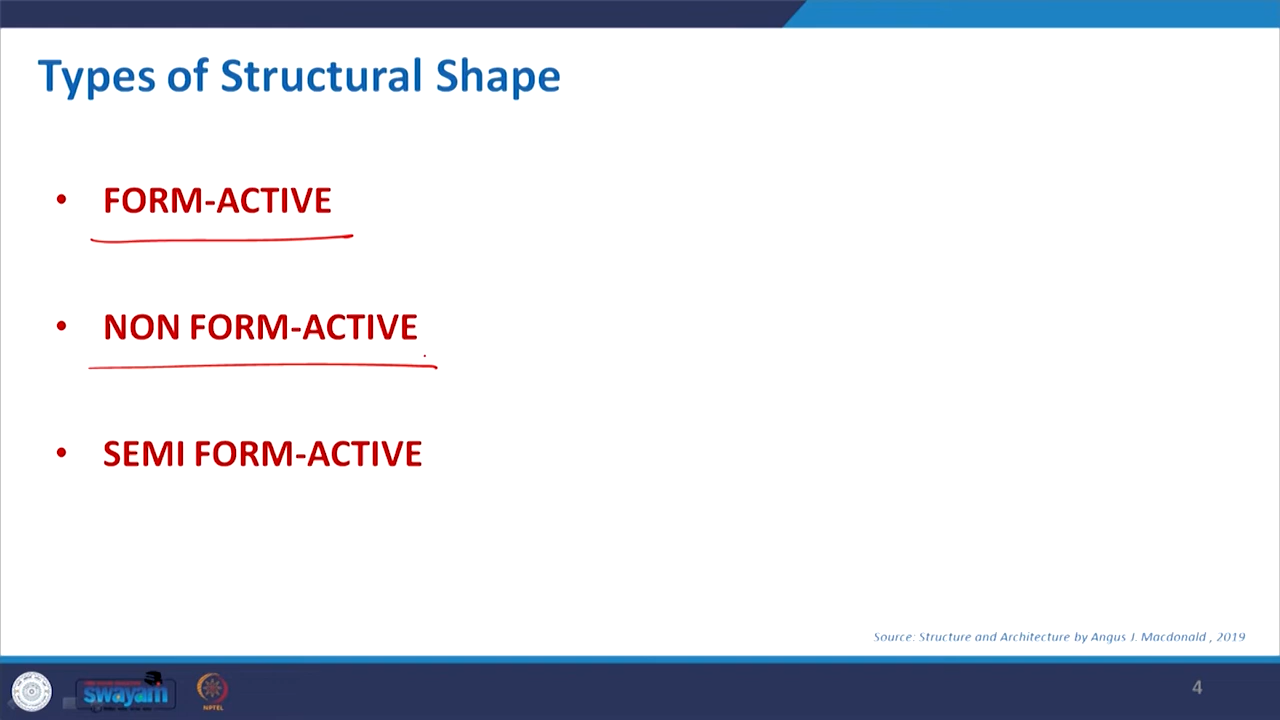 Types of Structural Shape
• FORM-ACTIVE
• NON FORM-ACTIVE
• SEMI FORM-ACTIVE
Source: Structure and Architecture by Angus J. Macdonald , 2019
swayam
NPTEL
4